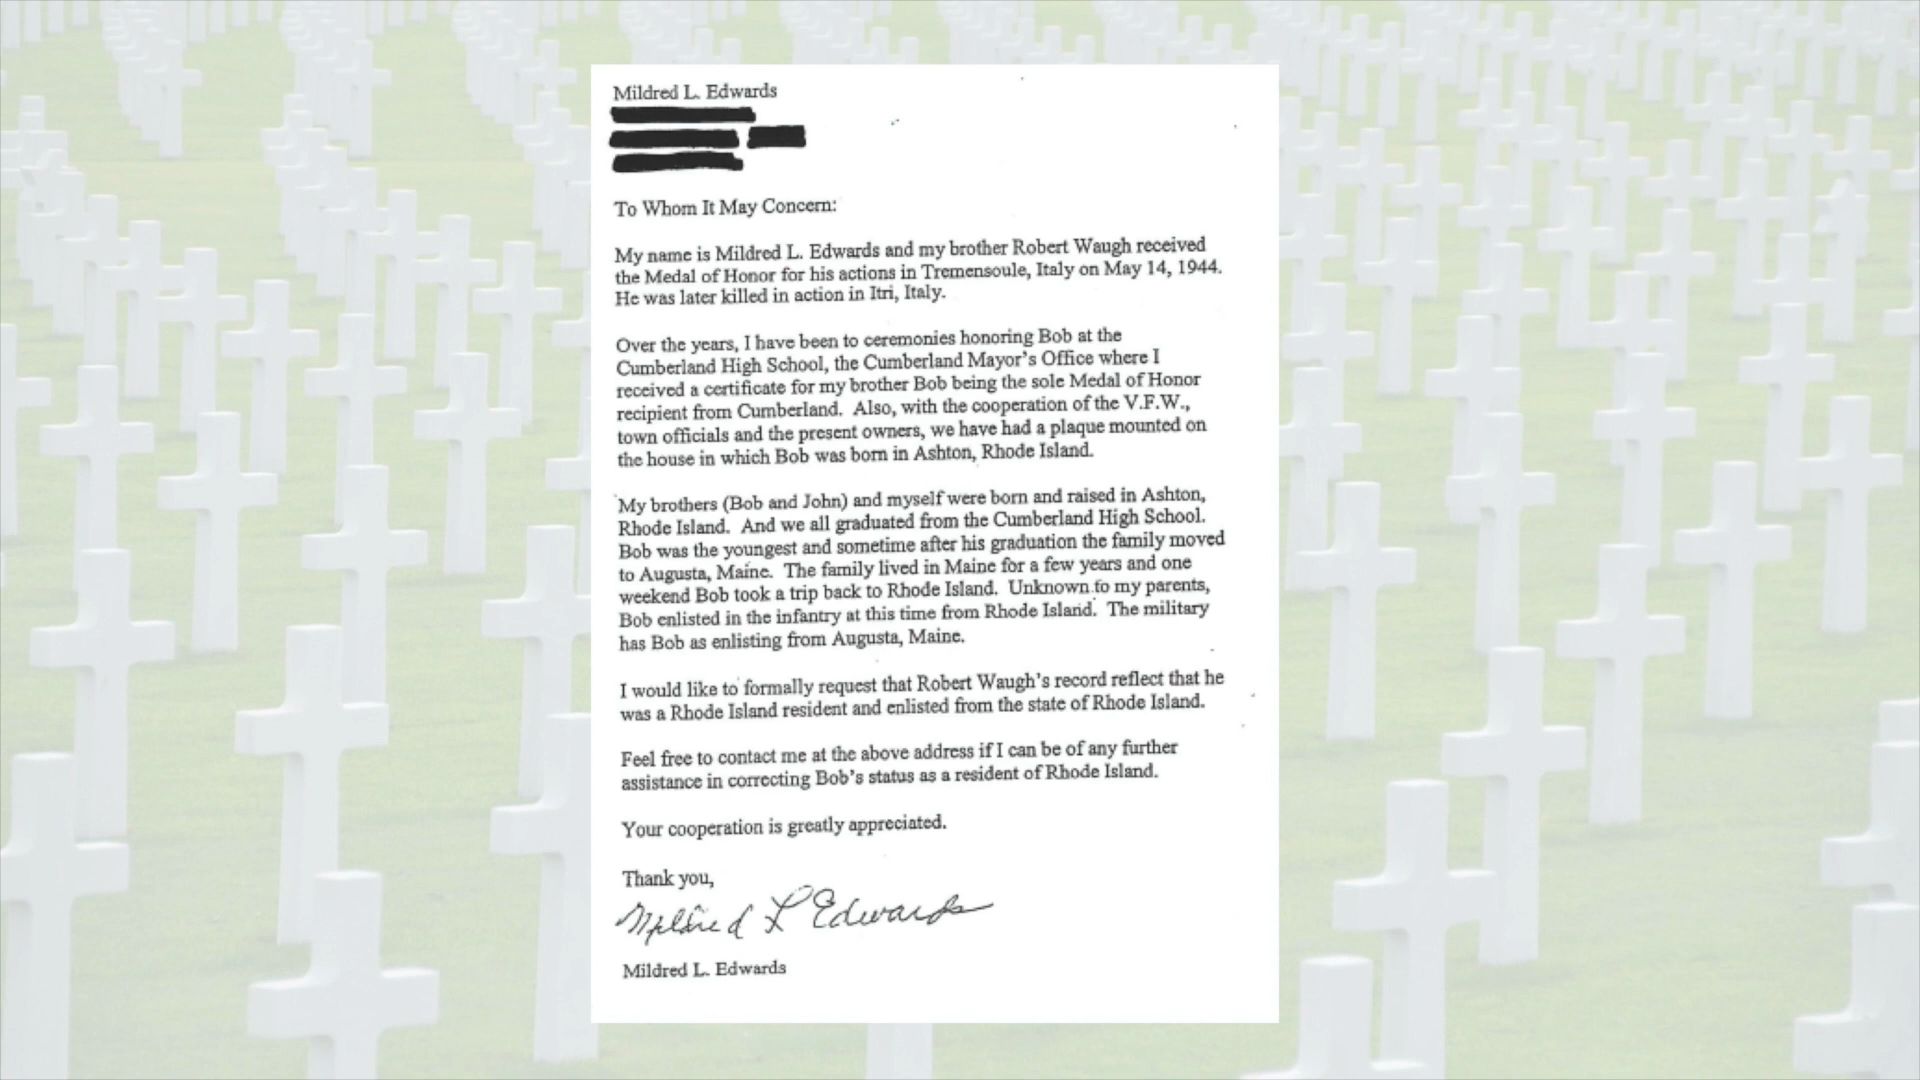 Mildred L. Edwards
To Whom It May Concern:
My name is Mildred L. Edwards and my brother Robert Waugh received
the Medal of Honor for his actions in Tremensoule, Italy on May 14, 1944.
He was later killed in action in Itri, Italy.
Over the years, I have been to ceremonies honoring Bob at the
Cumberland High School, the Cumberland Mayor's Office where I
received a certificate for my brother Bob being the sole Medal of Honor
recipient from Cumberland. Also, with the cooperation of the V.F.W.,
town officials and the present owners, we have had a plaque mounted on
the house in which Bob was born in Ashton, Rhode Island.
My brothers (Bob and John) and myself were born and raised in Ashton,
Rhode Island. And we all graduated from the Cumberland High School.
Bob was the youngest and sometime after his graduation the family moved
to Augusta, Maine. The family lived in Maine for a few years and one
weekend Bob took a trip back to Rhode Island. Unknown to my parents,
Bob enlisted in the infantry at this time from Rhode Island. The military
has Bob as enlisting from Augusta, Maine.
I would like to formally request that Robert Waugh's record reflect that he
was a Rhode Island resident and enlisted from the state of Rhode Island.
Feel free to contact me at the above address if I can be of any further
assistance in correcting Bob's status as a resident of Rhode Island.
Your cooperation is greatly appreciated.
Thank you,
Mildred L Edwards
Mildred L. Edwards